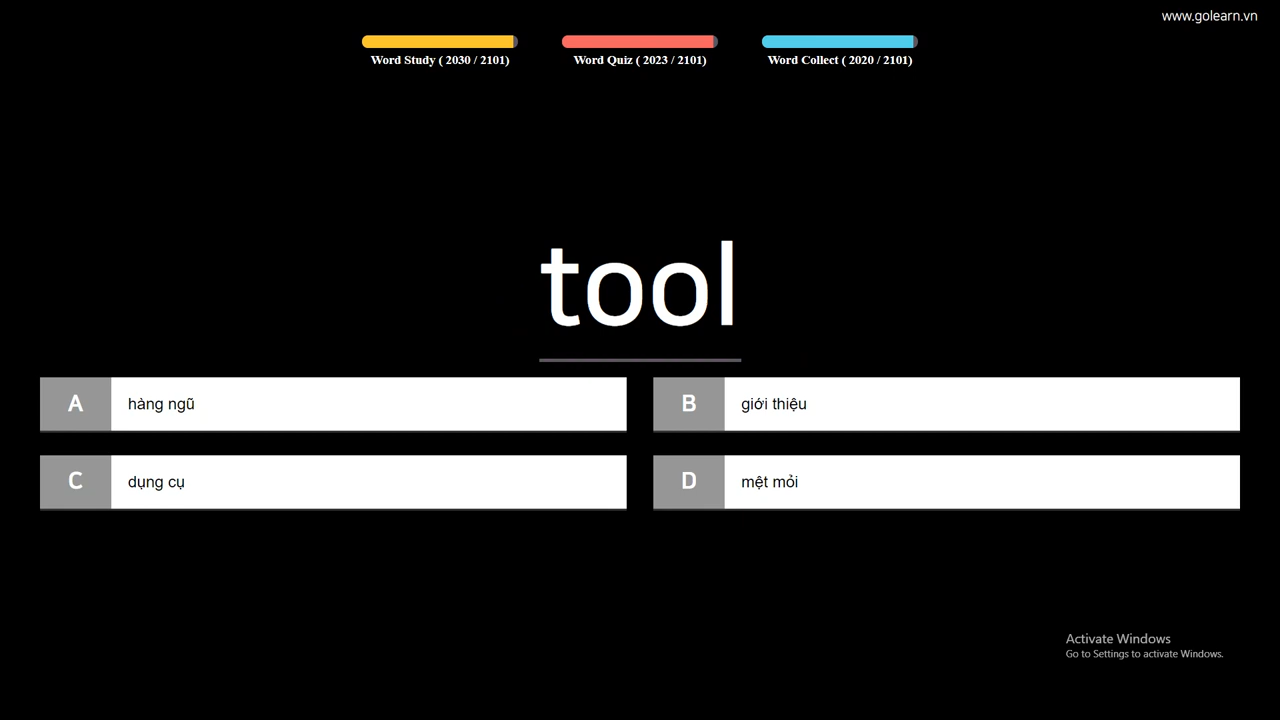 www.golearn.vn
Word Study ( 2030 / 2101)
Word Quiz ( 2023 / 2101)
Word Collect ( 2020 / 2101)
tool
A hàng ngũ
B giới thiệu
C dụng cụ
D mệt mỏi
Activate Windows
Go to Settings to activate Windows.